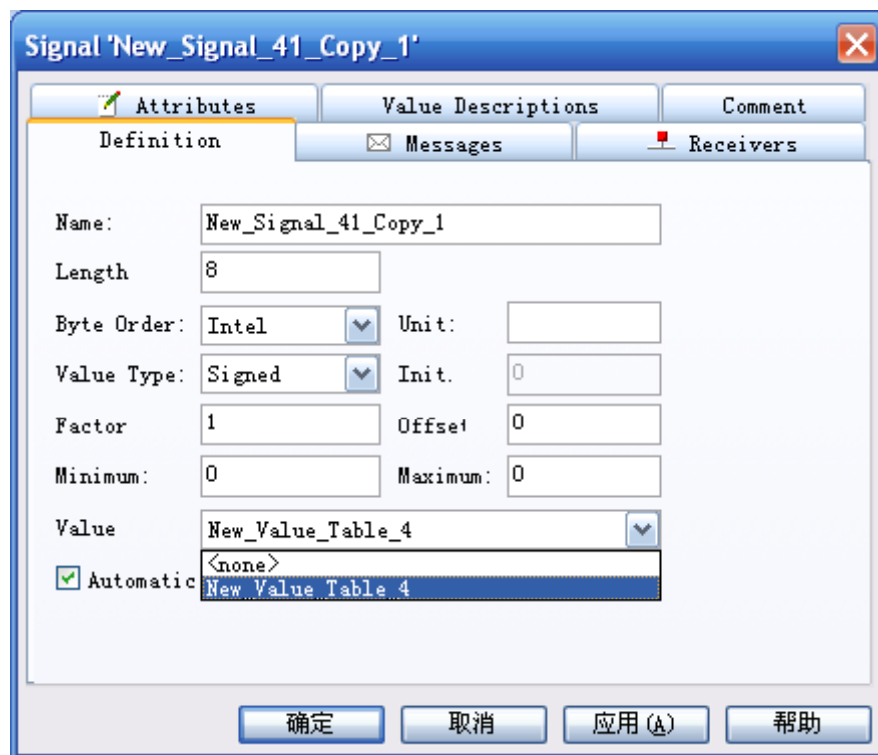 Signal 'New_Signal_41_Copy_1'
Attributes Value Descriptions Comment
Definition Messages Receivers
Name: New_Signal_41_Copy_1
Length 8
Byte Order: Intel Unit:
Value Type: Signed Init. 0
Factor 1 Offset 0
Minimum: 0 Maximum: 0
Value New_Value_Table_4
<none>
Automatic New_Value_Table_4
确定 取消 应用(A) 帮助